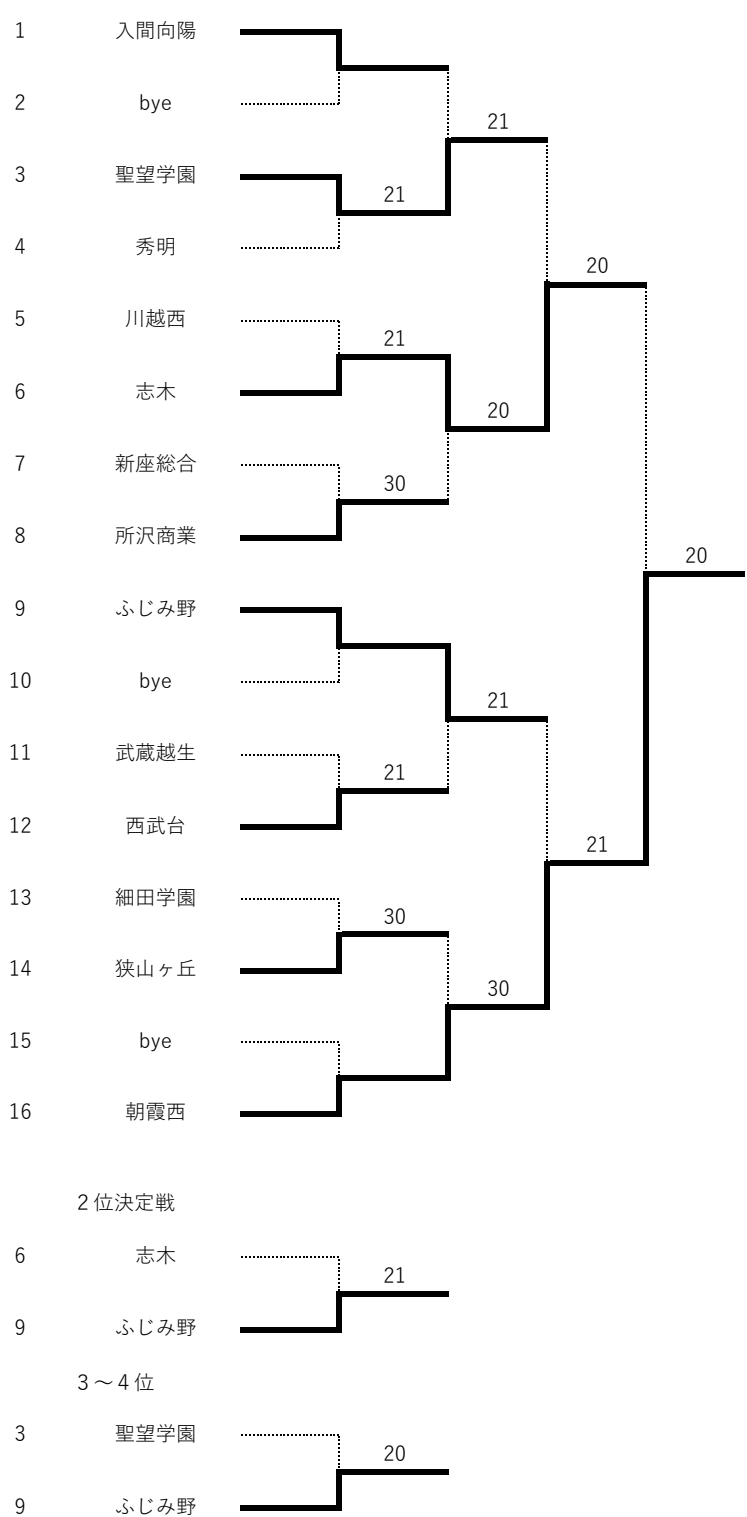 1 入間向陽
2 bye
21
3 聖望学園
21
4 秀明
20
5 川越西
21
6 志木
20
7 新座総合
30
8 所沢商業
20
9 ふじみ野
10 bye
21
11 武蔵越生
21
12 西武台
21
13 細田学園
30
14 狭山ヶ丘
30
15 bye
16 朝霞西
2位決定戦
6 志木
21
9 ふじみ野
3～4位
3 聖望学園
20
9 ふじみ野